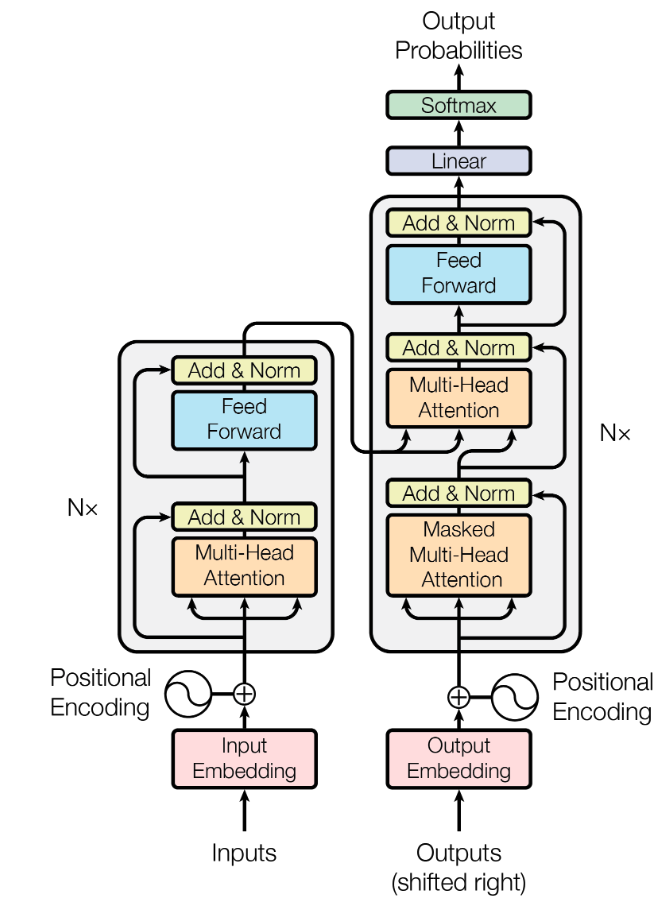 Output
Probabilities
Softmax
Linear
Add & Norm
Feed
Forward
Add & Norm
Multi-Head
Attention
N×
Add & Norm
Masked
Multi-Head
Attention
Add & Norm
Feed
Forward
N×
Add & Norm
Multi-Head
Attention
Positional
Encoding
Positional
Encoding
Input
Embedding
Output
Embedding
Inputs
Outputs
(shifted right)